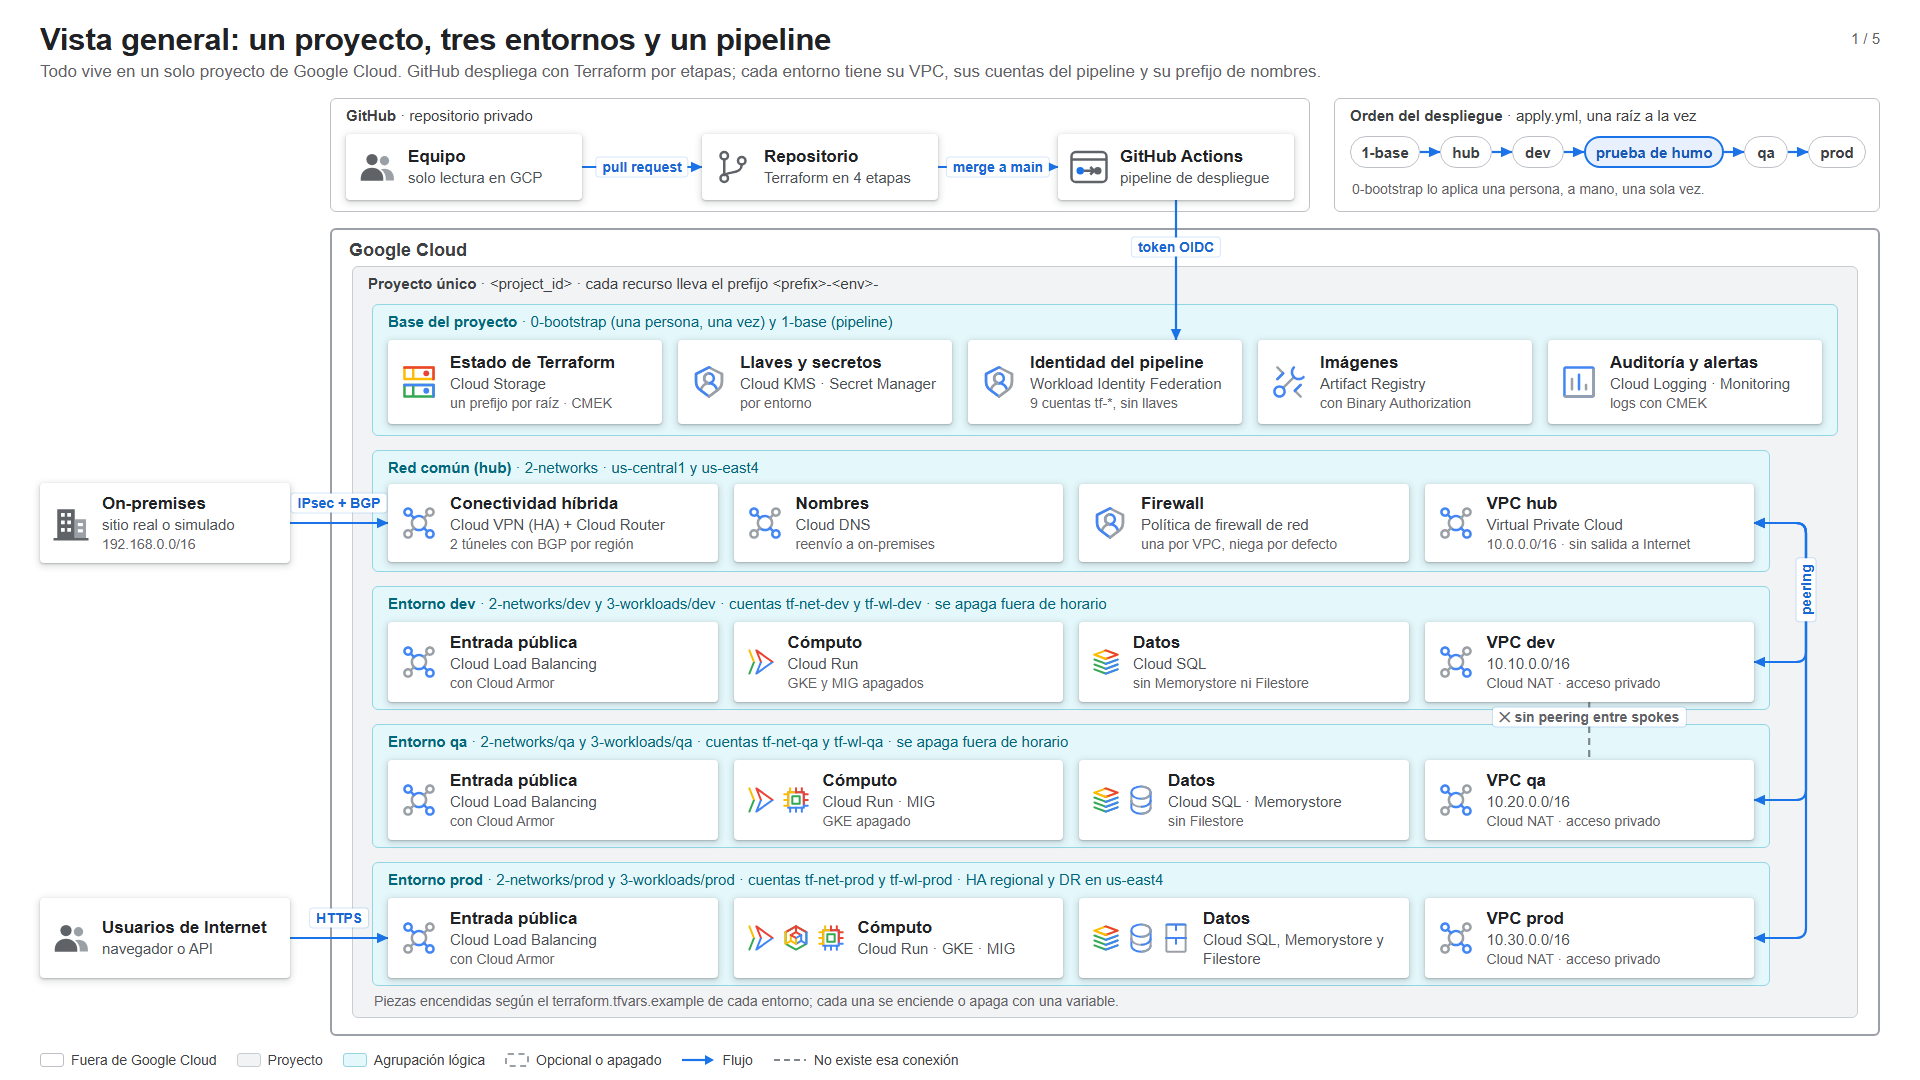 Vista general: un proyecto, tres entornos y un pipeline
1 / 5
Todo vive en un solo proyecto de Google Cloud. GitHub despliega con Terraform por etapas; cada entorno tiene su VPC, sus cuentas del pipeline y su prefijo de nombres.
GitHub · repositorio privado
Equipo
solo lectura en GCP
pull request
Repositorio
Terraform en 4 etapas
merge a main
GitHub Actions
pipeline de despliegue
Orden del despliegue · apply.yml, una raíz a la vez
1-base
hub
dev
prueba de humo
qa
prod
0-bootstrap lo aplica una persona, a mano, una sola vez.
token OIDC
Google Cloud
Proyecto único · <project_id> · cada recurso lleva el prefijo <prefix>-<env>-
Base del proyecto · 0-bootstrap (una persona, una vez) y 1-base (pipeline)
Estado de Terraform
Cloud Storage
un prefijo por raíz · CMEK
Llaves y secretos
Cloud KMS · Secret Manager
por entorno
Identidad del pipeline
Workload Identity Federation
9 cuentas tf-*, sin llaves
Imágenes
Artifact Registry
con Binary Authorization
Auditoría y alertas
Cloud Logging · Monitoring
logs con CMEK
Red común (hub) · 2-networks · us-central1 y us-east4
On-premises
sitio real o simulado
192.168.0.0/16
IPsec + BGP
Conectividad híbrida
Cloud VPN (HA) + Cloud Router
2 túneles con BGP por región
Nombres
Cloud DNS
reenvío a on-premises
Firewall
Política de firewall de red
una por VPC, niega por defecto
VPC hub
Virtual Private Cloud
10.0.0.0/16 · sin salida a Internet
peering
Entorno dev · 2-networks/dev y 3-workloads/dev · cuentas tf-net-dev y tf-wl-dev · se apaga fuera de horario
Entrada pública
Cloud Load Balancing
con Cloud Armor
Cómputo
Cloud Run
GKE y MIG apagados
Datos
Cloud SQL
sin Memorystore ni Filestore
VPC dev
10.10.0.0/16
Cloud NAT · acceso privado
✕ sin peering entre spokes
Entorno qa · 2-networks/qa y 3-workloads/qa · cuentas tf-net-qa y tf-wl-qa · se apaga fuera de horario
Entrada pública
Cloud Load Balancing
con Cloud Armor
Cómputo
Cloud Run · MIG
GKE apagado
Datos
Cloud SQL · Memorystore
sin Filestore
VPC qa
10.20.0.0/16
Cloud NAT · acceso privado
Entorno prod · 2-networks/prod y 3-workloads/prod · cuentas tf-net-prod y tf-wl-prod · HA regional y DR en us-east4
Usuarios de Internet
navegador o API
HTTPS
Entrada pública
Cloud Load Balancing
con Cloud Armor
Cómputo
Cloud Run · GKE · MIG
Datos
Cloud SQL, Memorystore y
Filestore
VPC prod
10.30.0.0/16
Cloud NAT · acceso privado
Piezas encendidas según el terraform.tfvars.example de cada entorno; cada una se enciende o apaga con una variable.
Fuera de Google Cloud
Proyecto
Agrupación lógica
Opcional o apagado
Flujo
No existe esa conexión